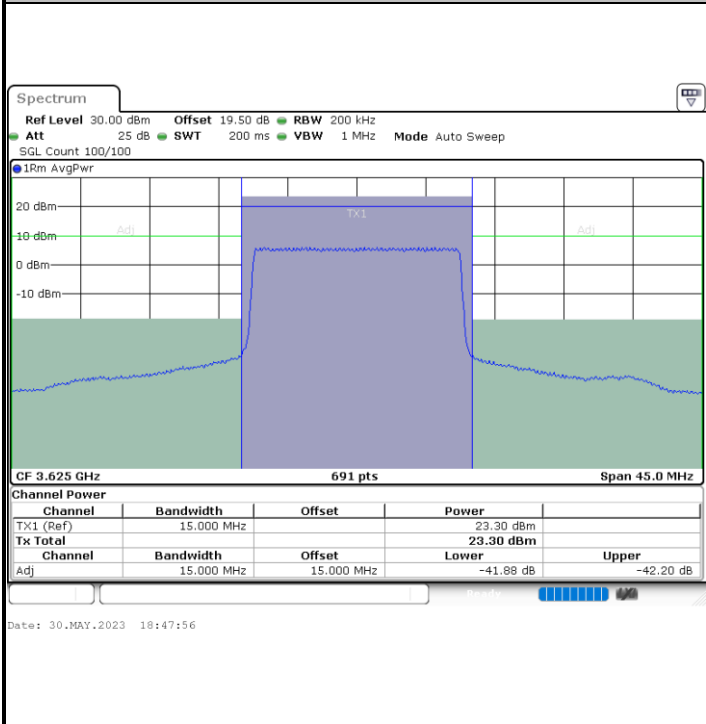 Spectrum
Ref Level 30.00 dBm Offset 19.50 dB RBW 200 kHz
Att 25 dB SWT 200 ms VBW 1 MHz Mode Auto Sweep
SGL Count 100/100
1Rm AvgPwr
20 dBm
TX1
10 dBm Adj Adj
0 dBm
-10 dBm
CF 3.625 GHz 691 pts Span 45.0 MHz
Channel Power
Channel Bandwidth Offset Power
TX1 (Ref) 15.000 MHz 23.30 dBm
Tx Total 23.30 dBm
Channel Bandwidth Offset Lower Upper
Adj 15.000 MHz 15.000 MHz -41.88 dB -42.20 dB
Ready
Date: 30.MAY.2023 18:47:56